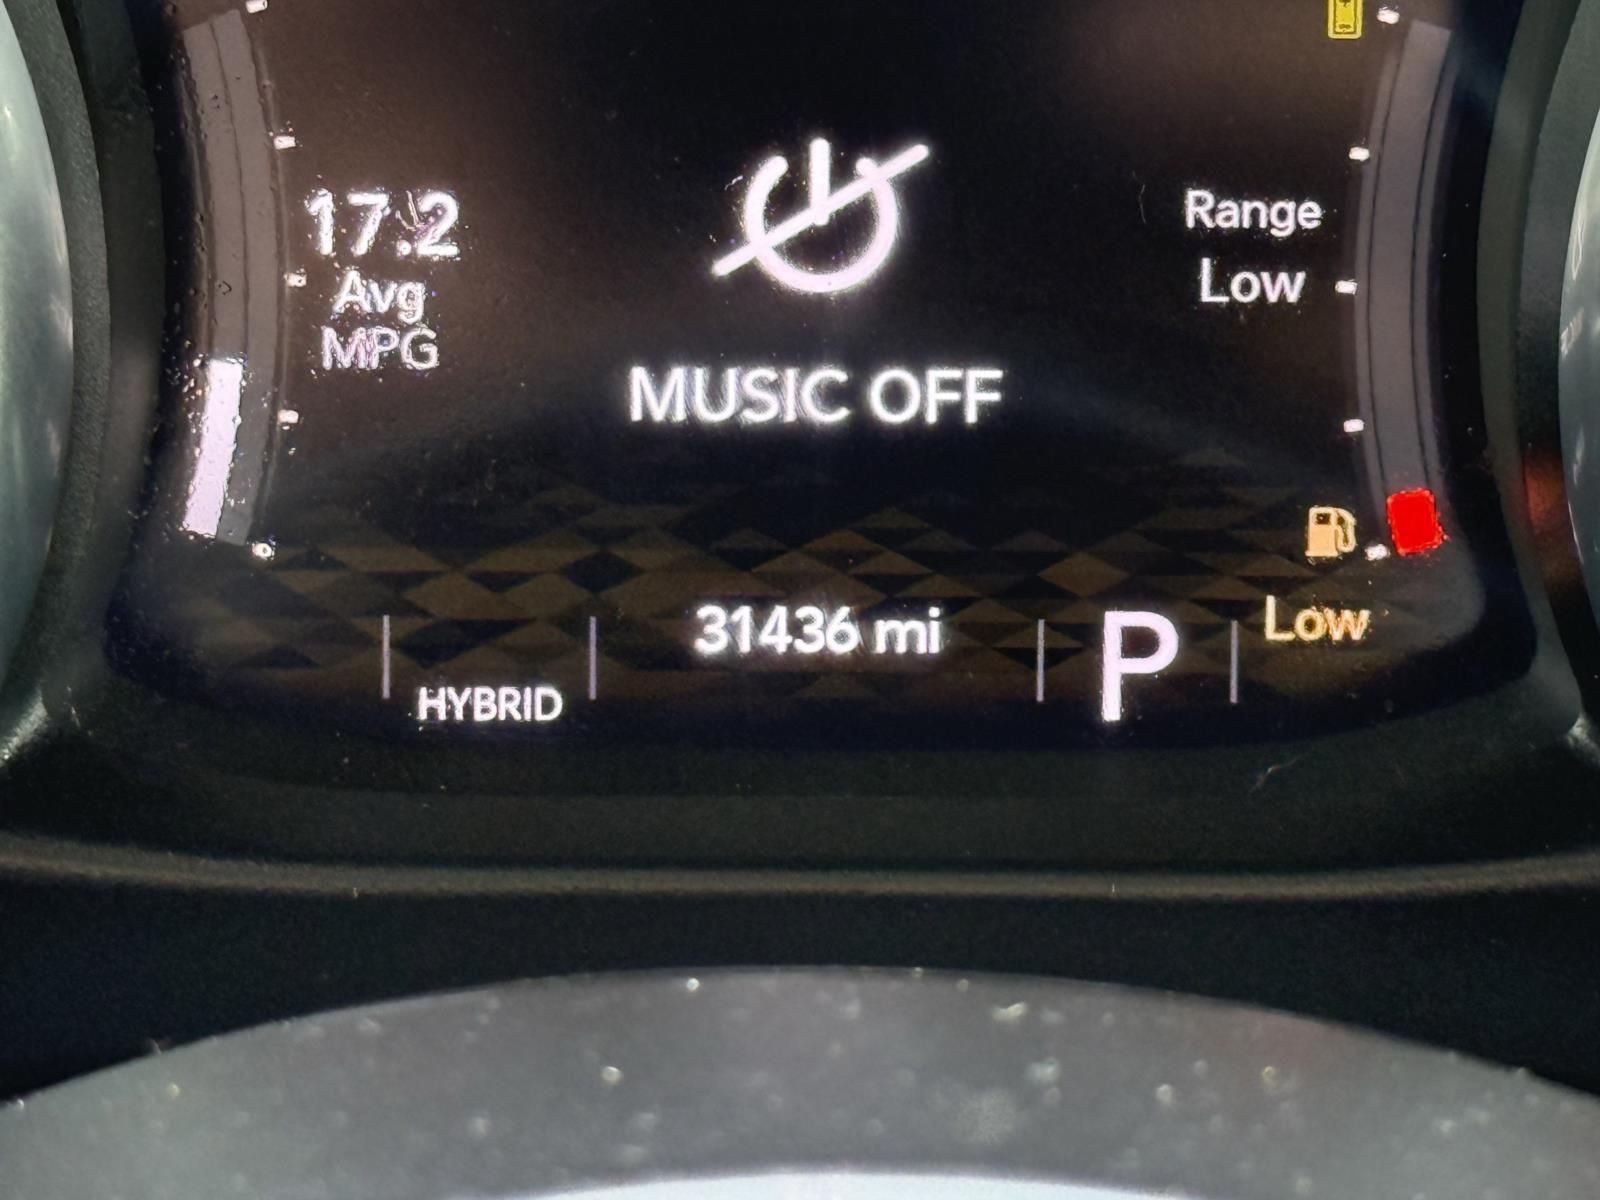 17.2
Avg
MPG
MUSIC OFF
Range
Low
HYBRID
31436 mi
P
Low